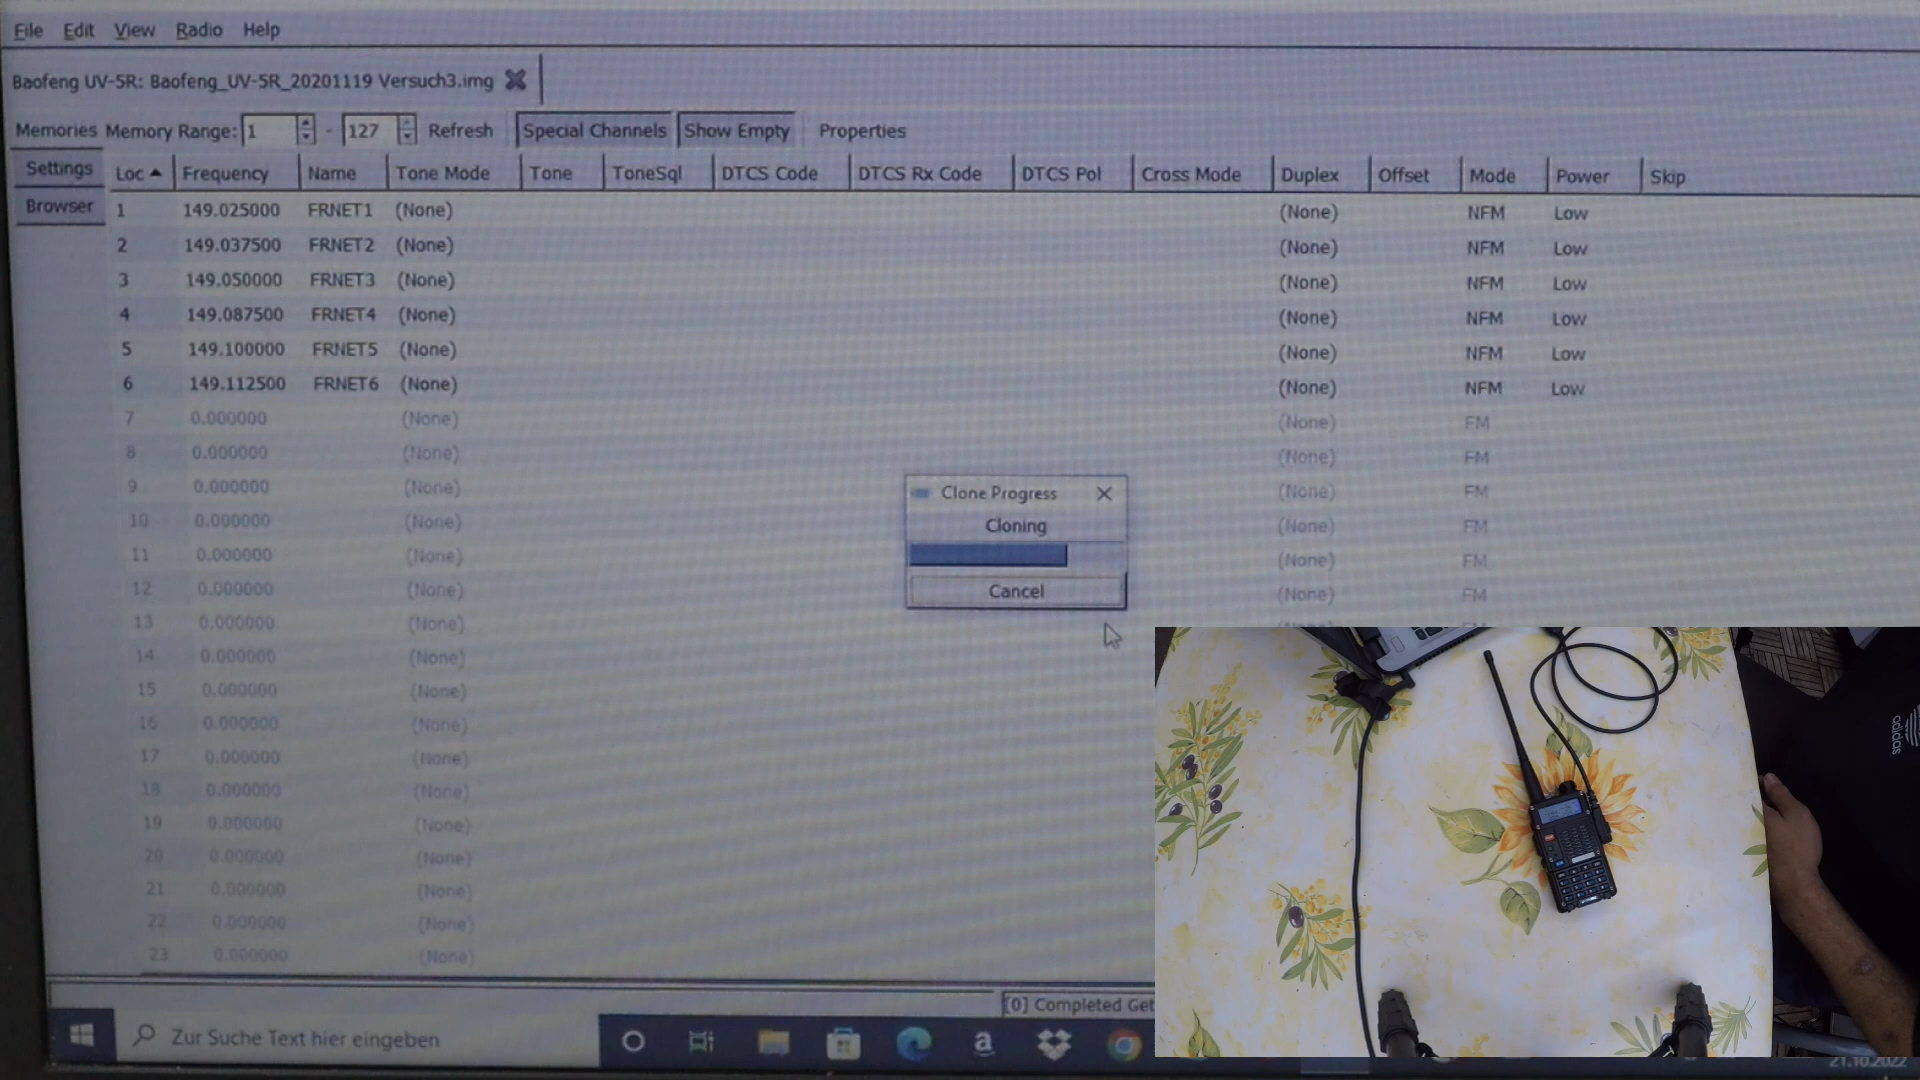 File Edit View Radio Help
Baofeng UV-5R: Baofeng_UV-5R_20201119 Versuch3.img
Memories Memory Range: 1 - 127 Refresh Special Channels Show Empty Properties
Settings
Browser
Loc Frequency Name Tone Mode Tone ToneSql DTCS Code DTCS Rx Code DTCS Pol Cross Mode Duplex Offset Mode Power Skip
1 149.025000 FRNET1 (None) (None) NFM Low
2 149.037500 FRNET2 (None) (None) NFM Low
3 149.050000 FRNET3 (None) (None) NFM Low
4 149.087500 FRNET4 (None) (None) NFM Low
5 149.100000 FRNET5 (None) (None) NFM Low
6 149.112500 FRNET6 (None) (None) NFM Low
7 0.000000 (None) (None) FM
8 0.000000 (None) (None) FM
9 0.000000 (None) (None) FM
10 0.000000 (None) (None) FM
11 0.000000 (None) (None) FM
12 0.000000 (None) (None) FM
13 0.000000 (None)
14 0.000000 (None)
15 0.000000 (None)
16 0.000000 (None)
17 0.000000 (None)
18 0.000000 (None)
19 0.000000 (None)
20 0.000000 (None)
21 0.000000 (None)
22 0.000000 (None)
23 0.000000 (None)
Clone Progress
Cloning
Cancel
[0] Completed Get
Zur Suche Text hier eingeben
21.10.2022
adidas